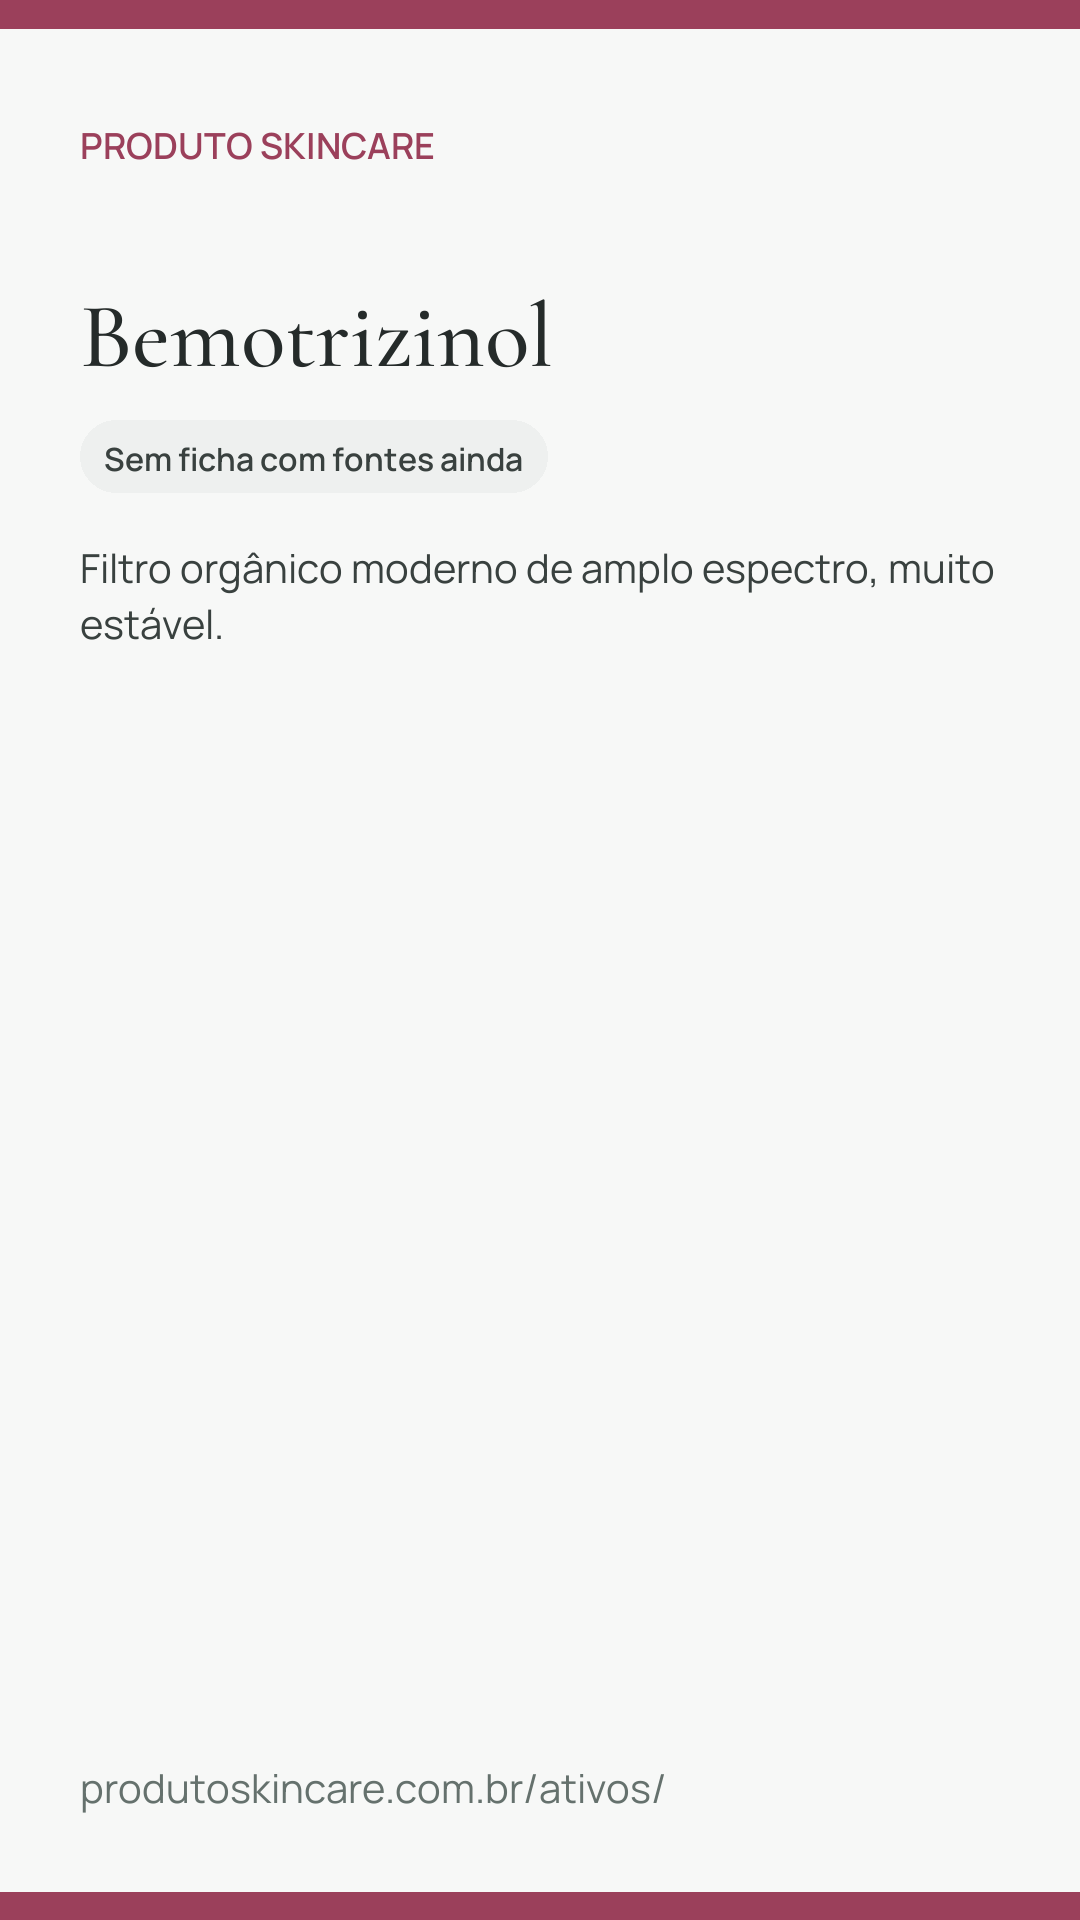 PRODUTO SKINCARE
Bemotrizinol
Sem ficha com fontes ainda
Filtro orgânico moderno de amplo espectro, muito
estável.
produtoskincare.com.br/ativos/